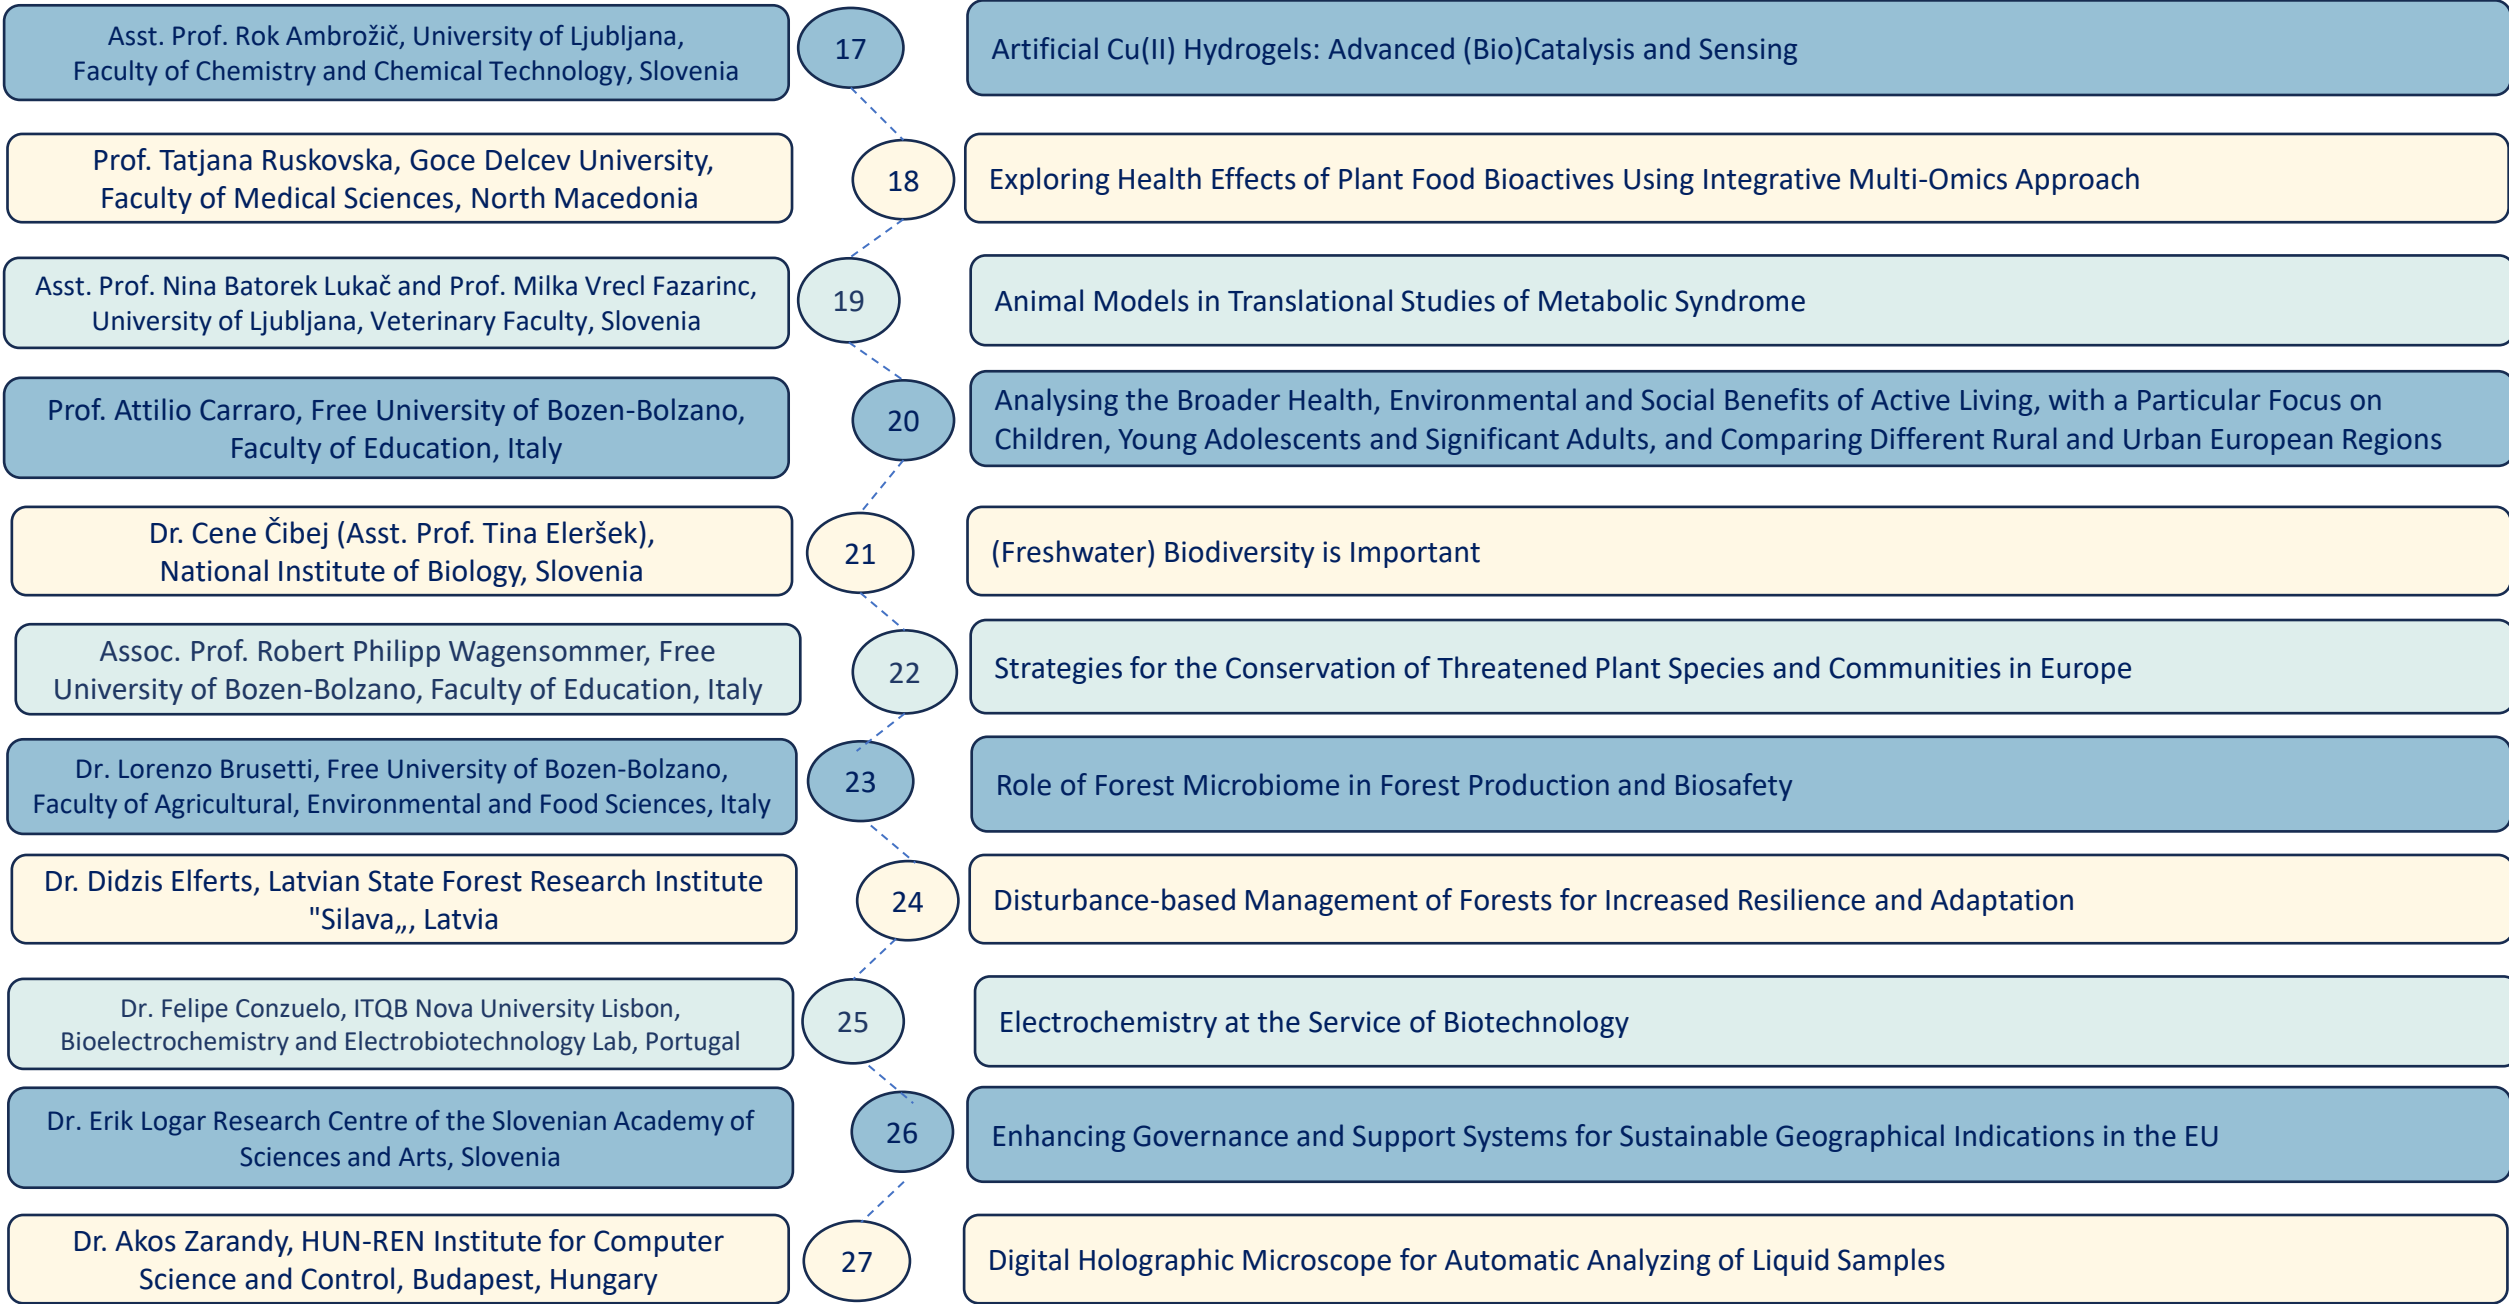 Asst. Prof. Rok Ambrožič, University of Ljubljana,
Faculty of Chemistry and Chemical Technology, Slovenia
17
Artificial Cu(II) Hydrogels: Advanced (Bio)Catalysis and Sensing
Prof. Tatjana Ruskovska, Goce Delcev University,
Faculty of Medical Sciences, North Macedonia
18
Exploring Health Effects of Plant Food Bioactives Using Integrative Multi-Omics Approach
Asst. Prof. Nina Batorek Lukač and Prof. Milka Vrecl Fazarinc,
University of Ljubljana, Veterinary Faculty, Slovenia
19
Animal Models in Translational Studies of Metabolic Syndrome
Prof. Attilio Carraro, Free University of Bozen-Bolzano,
Faculty of Education, Italy
20
Analysing the Broader Health, Environmental and Social Benefits of Active Living, with a Particular Focus on
Children, Young Adolescents and Significant Adults, and Comparing Different Rural and Urban European Regions
Dr. Cene Čibej (Asst. Prof. Tina Eleršek),
National Institute of Biology, Slovenia
21
(Freshwater) Biodiversity is Important
Assoc. Prof. Robert Philipp Wagensommer, Free
University of Bozen-Bolzano, Faculty of Education, Italy
22
Strategies for the Conservation of Threatened Plant Species and Communities in Europe
Dr. Lorenzo Brusetti, Free University of Bozen-Bolzano,
Faculty of Agricultural, Environmental and Food Sciences, Italy
23
Role of Forest Microbiome in Forest Production and Biosafety
Dr. Didzis Elferts, Latvian State Forest Research Institute
"Silava„, Latvia
24
Disturbance-based Management of Forests for Increased Resilience and Adaptation
Dr. Felipe Conzuelo, ITQB Nova University Lisbon,
Bioelectrochemistry and Electrobiotechnology Lab, Portugal
25
Electrochemistry at the Service of Biotechnology
Dr. Erik Logar Research Centre of the Slovenian Academy of
Sciences and Arts, Slovenia
26
Enhancing Governance and Support Systems for Sustainable Geographical Indications in the EU
Dr. Akos Zarandy, HUN-REN Institute for Computer
Science and Control, Budapest, Hungary
27
Digital Holographic Microscope for Automatic Analyzing of Liquid Samples